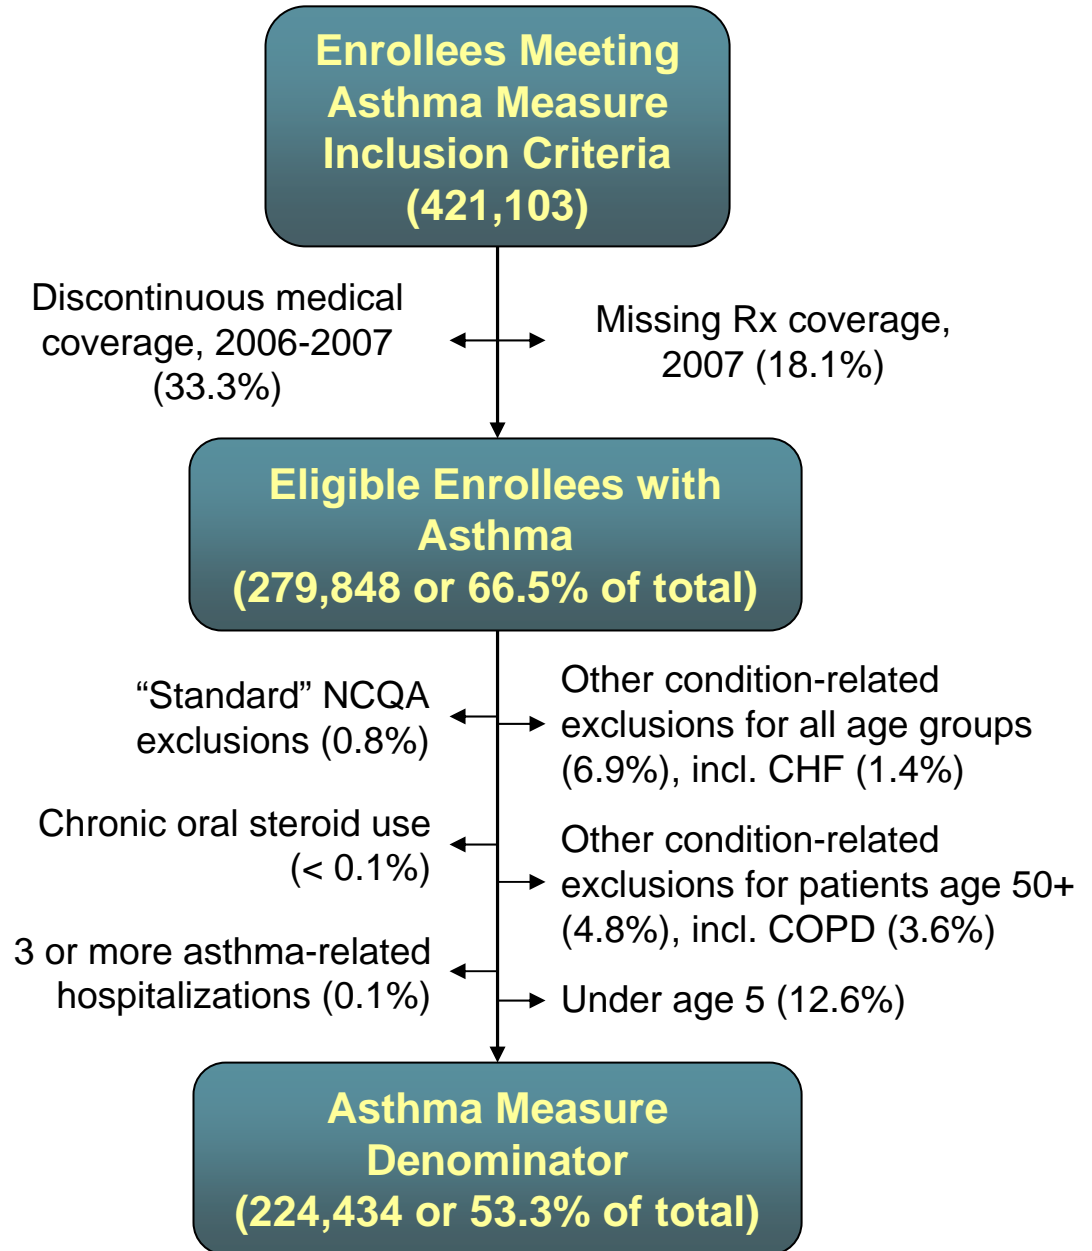 Enrollees Meeting
Asthma Measure
Inclusion Criteria
(421,103)
Discontinuous medical
coverage, 2006-2007
(33.3%)
Missing Rx coverage,
2007 (18.1%)
Eligible Enrollees with
Asthma
(279,848 or 66.5% of total)
“Standard” NCQA
exclusions (0.8%)
Other condition-related
exclusions for all age groups
(6.9%), incl. CHF (1.4%)
Chronic oral steroid use
(< 0.1%)
Other condition-related
exclusions for patients age 50+
(4.8%), incl. COPD (3.6%)
3 or more asthma-related
hospitalizations (0.1%)
Under age 5 (12.6%)
Asthma Measure
Denominator
(224,434 or 53.3% of total)